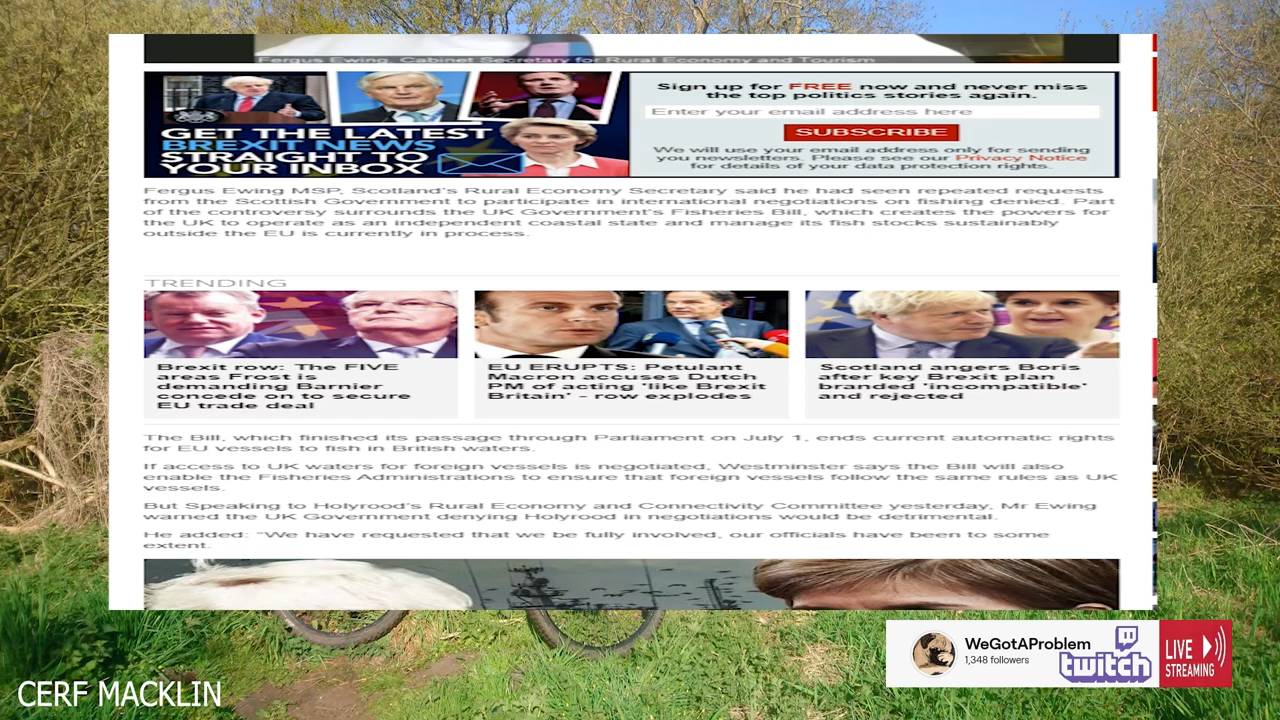 Fergus Ewing, Cabinet Secretary for Rural Economy and Tourism
GET THE LATEST
BREXIT NEWS
STRAIGHT TO
YOUR INBOX
Sign up for FREE now and never miss
the top politics stories again.
Enter your email address here
SUBSCRIBE
We will use your email address only for sending
you newsletters. Please see our Privacy Notice
for details of your data protection rights.
Fergus Ewing MSP, Scotland's Rural Economy Secretary said he had seen repeated requests
from the Scottish Government to participate in international negotiations on fishing denied. Part
of the controversy surrounds the UK Government's Fisheries Bill, which creates the powers for
the UK to operate as an independent coastal state and manage its fish stocks sustainably
outside the EU is currently in process.
TRENDING
Brexit row: The FIVE
areas Frost is
demanding Barnier
concede on to secure
EU trade deal
EU ERUPTS: Petulant
Macron accuses Dutch
PM of acting 'like Brexit
Britain' - row explodes
Scotland angers Boris
after key Brexit plan
branded 'incompatible'
and rejected
The Bill, which finished its passage through Parliament on July 1, ends current automatic rights
for EU vessels to fish in British waters.
If access to UK waters for foreign vessels is negotiated, Westminster says the Bill will also
enable the Fisheries Administrations to ensure that foreign vessels follow the same rules as UK
vessels.
But Speaking to Holyrood's Rural Economy and Connectivity Committee yesterday, Mr Ewing
warned the UK Government denying Holyrood in negotiations would be detrimental.
He added: "We have requested that we be fully involved, our officials have been to some
extent.
WeGotAProblem
1,348 followers
twitch
LIVE
STREAMING
CERF MACKLIN